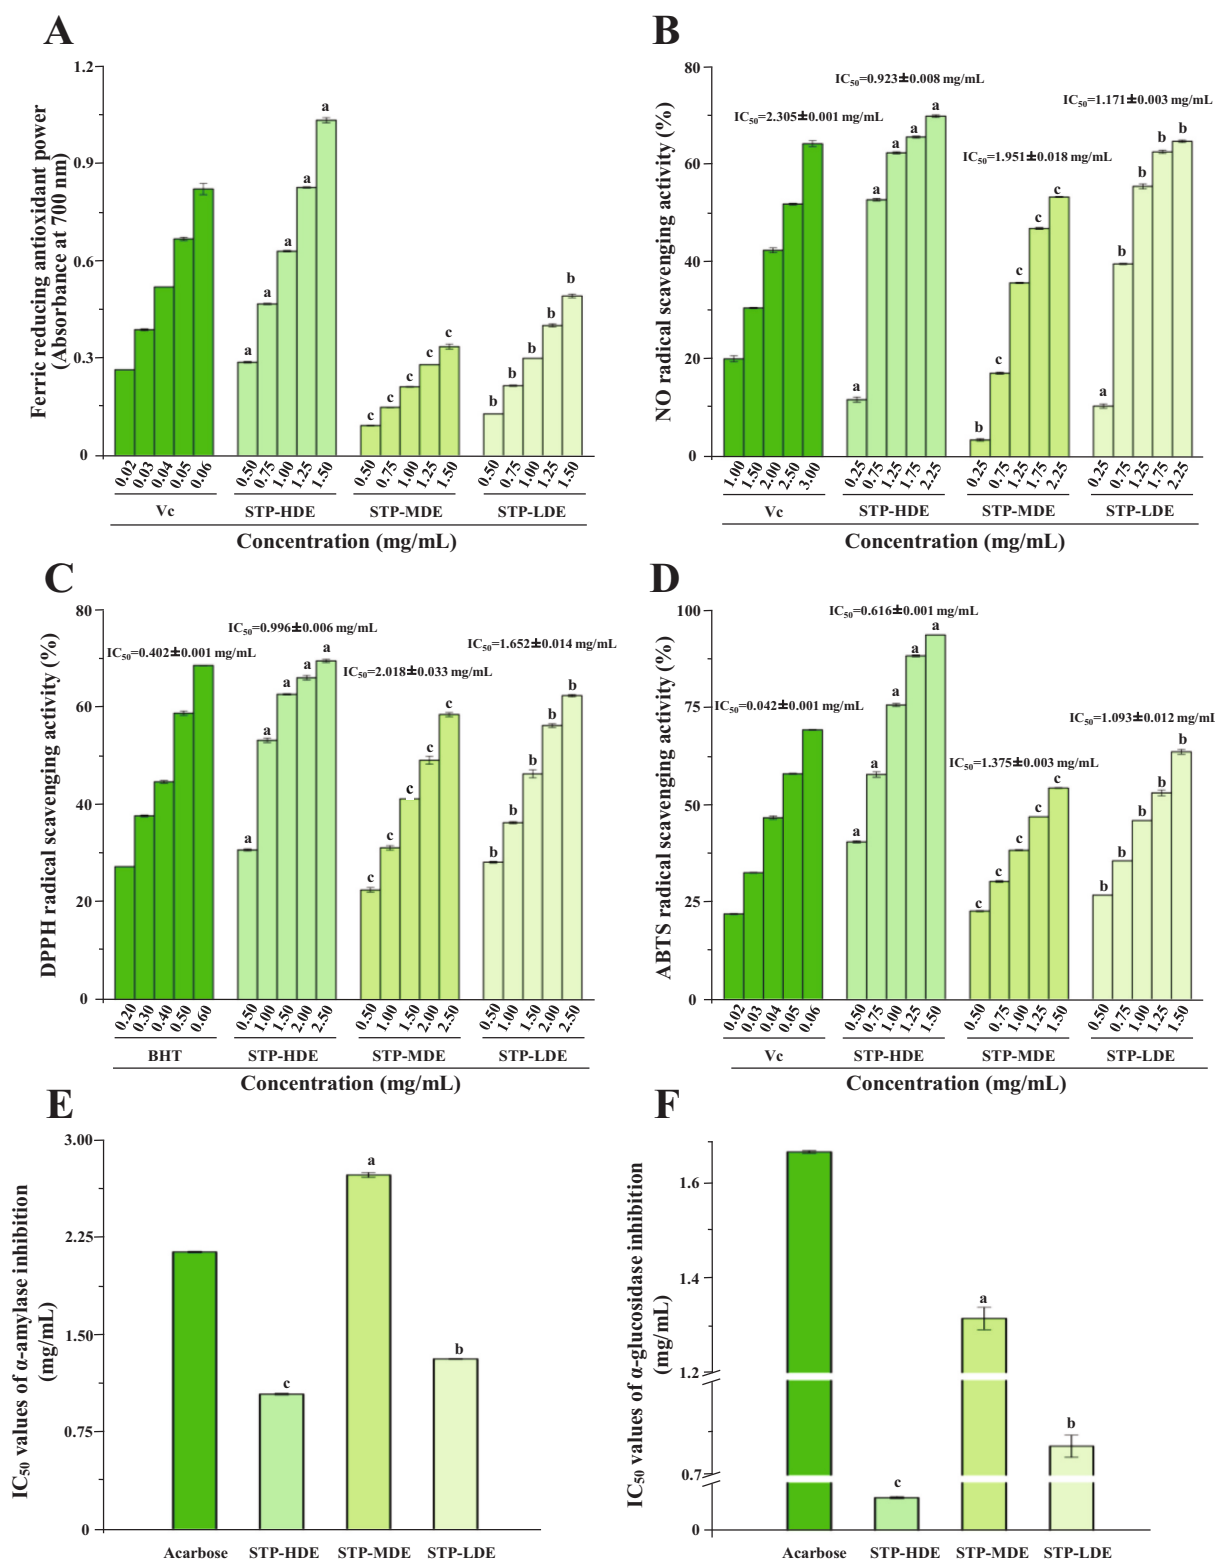 A
Ferric reducing antioxidant power
(Absorbance at 700 nm)
1.2
0.9
0.6
0.3
0
a
a
a
a
a
c
c
c
c
c
b
b
b
b
b
0.02 0.03 0.04 0.05 0.06 0.50 0.75 1.00 1.25 1.50 0.50 0.75 1.00 1.25 1.50 0.50 0.75 1.00 1.25 1.50
Vc STP-HDE STP-MDE STP-LDE
Concentration (mg/mL)
B
NO radical scavenging activity (%)
80
60
40
20
0
IC50=2.305±0.001 mg/mL
IC50=0.923±0.008 mg/mL
IC50=1.951±0.018 mg/mL
IC50=1.171±0.003 mg/mL
a
a
a
a
a
b
c
c
c
c
a
b
b
b
b
1.00 1.50 2.00 2.50 3.00 0.25 0.75 1.25 1.75 2.25 0.25 0.75 1.25 1.75 2.25 0.25 0.75 1.25 1.75 2.25
Vc STP-HDE STP-MDE STP-LDE
Concentration (mg/mL)
C
DPPH radical scavenging activity (%)
80
60
40
20
0
IC50=0.402±0.001 mg/mL
IC50=0.996±0.006 mg/mL
IC50=2.018±0.033 mg/mL
IC50=1.652±0.014 mg/mL
a
a
a
a
a
c
c
c
c
c
b
b
b
b
b
0.20 0.30 0.40 0.50 0.60 0.50 1.00 1.50 2.00 2.50 0.50 1.00 1.50 2.00 2.50 0.50 1.00 1.50 2.00 2.50
BHT STP-HDE STP-MDE STP-LDE
Concentration (mg/mL)
D
ABTS radical scavenging activity (%)
100
75
50
25
0
IC50=0.042±0.001 mg/mL
IC50=0.616±0.001 mg/mL
IC50=1.375±0.003 mg/mL
IC50=1.093±0.012 mg/mL
a
a
a
a
a
c
c
c
c
c
b
b
b
b
b
0.02 0.03 0.04 0.05 0.06 0.50 0.75 1.00 1.25 1.50 0.50 0.75 1.00 1.25 1.50 0.50 0.75 1.00 1.25 1.50
Vc STP-HDE STP-MDE STP-LDE
Concentration (mg/mL)
E
IC50 values of α-amylase inhibition
(mg/mL)
3.00
2.25
1.50
0.75
0
c
a
b
Acarbose STP-HDE STP-MDE STP-LDE
F
IC50 values of α-glucosidase inhibition
(mg/mL)
1.6
1.4
1.2
0.7
0
c
a
b
Acarbose STP-HDE STP-MDE STP-LDE